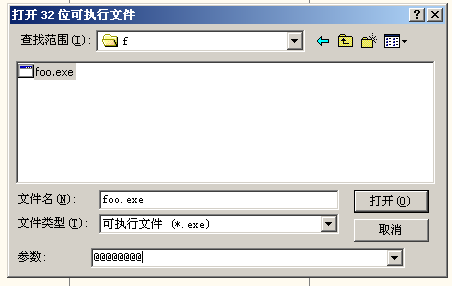 打开 32 位可执行文件
查找范围(I): f
foo.exe
文件名(N): foo.exe 打开(O)
文件类型(T): 可执行文件 (*.exe) 取消
参数: @@@@@@@@